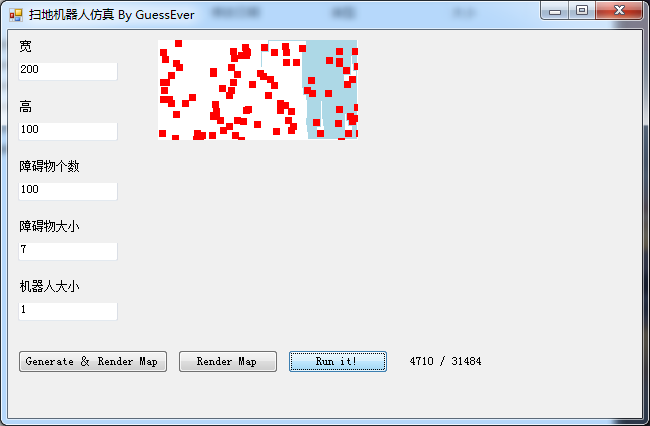 扫地机器人仿真 By GuessEver
宽
200
高
100
障碍物个数
100
障碍物大小
7
机器人大小
1
Generate & Render Map
Render Map
Run it!
4710 / 31484